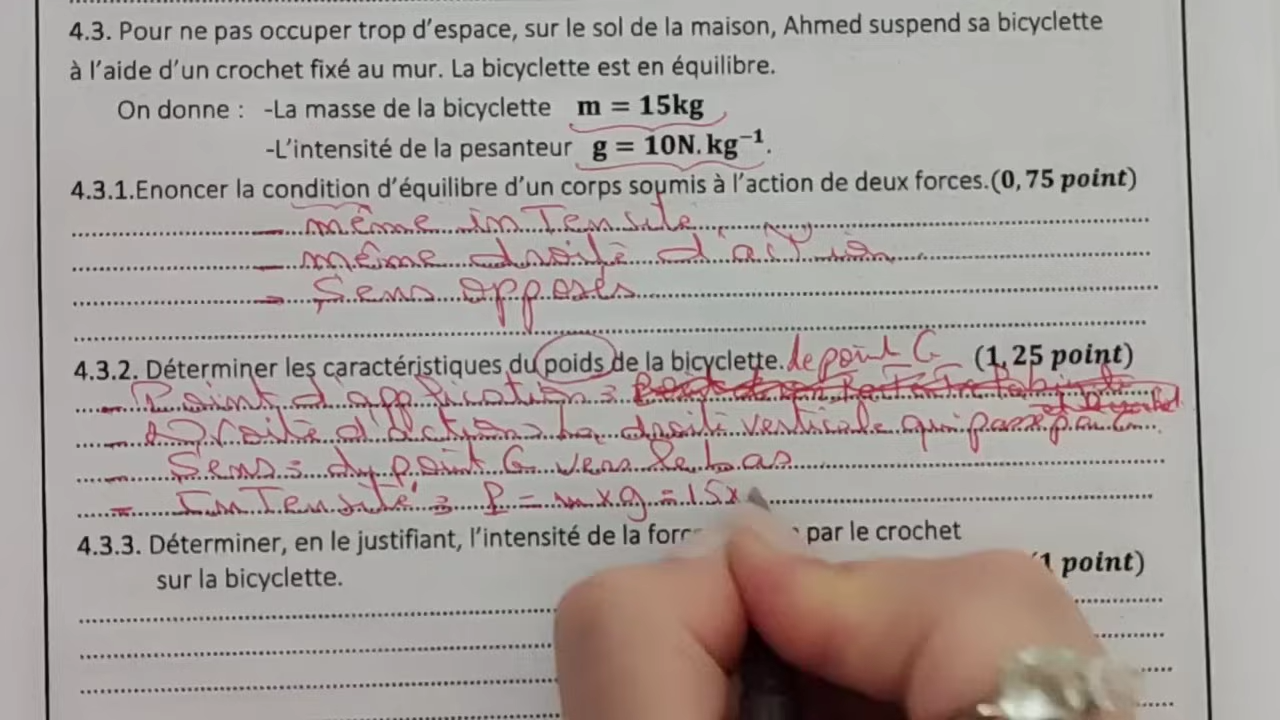 4.3. Pour ne pas occuper trop d'espace, sur le sol de la maison, Ahmed suspend sa bicyclette
à l'aide d'un crochet fixé au mur. La bicyclette est en équilibre.
On donne : -La masse de la bicyclette m = 15kg
-L'intensité de la pesanteur g = 10N.kg⁻¹.
4.3.1.Enoncer la condition d'équilibre d'un corps soumis à l'action de deux forces.(0,75 point)
- même intensité
- même droite d'action
- Sens opposés
4.3.2. Déterminer les caractéristiques du poids de la bicyclette. le point G (1,25 point)
- Point d'application :
- Droite d'action : la droite verticale qui passe par G
- Sens : du point G vers le bas
- Intensité : P = m x g = 15x
4.3.3. Déterminer, en le justifiant, l'intensité de la par le crochet
sur la bicyclette. 1 point)